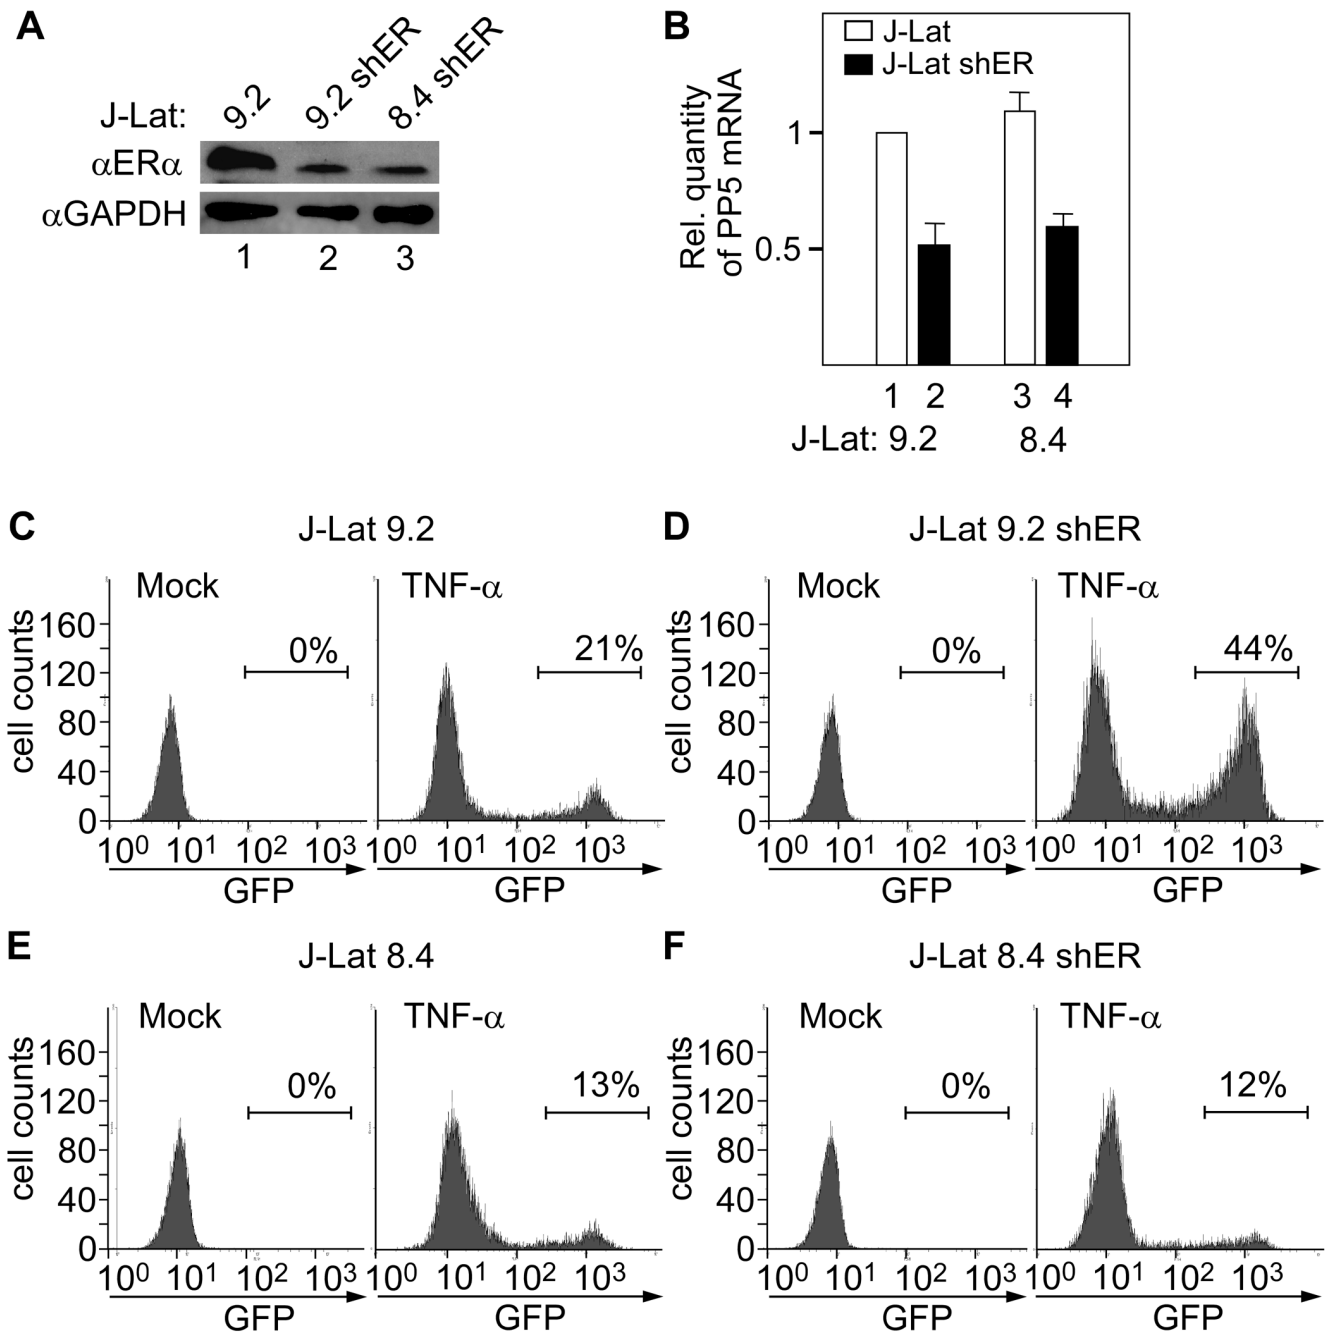 A
J-Lat:
9.2
9.2 shER
8.4 shER
αERα
αGAPDH
1 2 3
B
J-Lat
J-Lat shER
Rel. quantity
of PP5 mRNA
1
0.5
1 2 3 4
J-Lat: 9.2 8.4
C
J-Lat 9.2
Mock
TNF-α
0%
21%
cell counts
160
120
80
40
0
10⁰ 10¹ 10² 10³
10⁰ 10¹ 10² 10³
GFP
GFP
D
J-Lat 9.2 shER
Mock
TNF-α
0%
44%
cell counts
160
120
80
40
0
10⁰ 10¹ 10² 10³
10⁰ 10¹ 10² 10³
GFP
GFP
E
J-Lat 8.4
Mock
TNF-α
0%
13%
cell counts
160
120
80
40
0
10⁰ 10¹ 10² 10³
10⁰ 10¹ 10² 10³
GFP
GFP
F
J-Lat 8.4 shER
Mock
TNF-α
0%
12%
cell counts
160
120
80
40
0
10⁰ 10¹ 10² 10³
10⁰ 10¹ 10² 10³
GFP
GFP